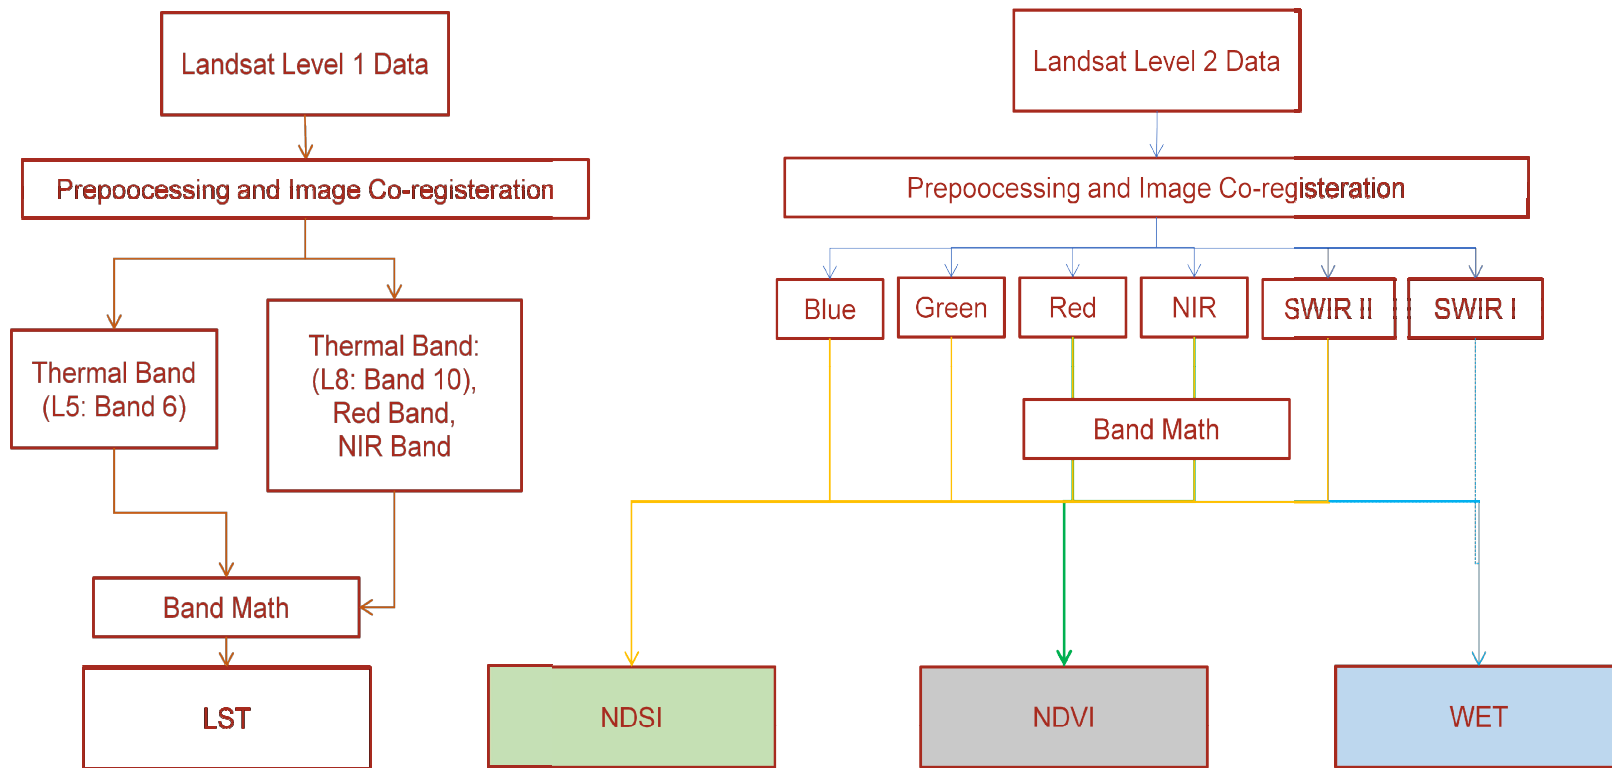 Landsat Level 1 Data
Landsat Level 2 Data
Prepoocessing and Image Co-registeration
Prepoocessing and Image Co-registeration
Blue
Green
Red
NIR
SWIR II
SWIR I
Thermal Band
(L5: Band 6)
Thermal Band:
(L8: Band 10),
Red Band,
NIR Band
Band Math
Band Math
LST
NDSI
NDVI
WET